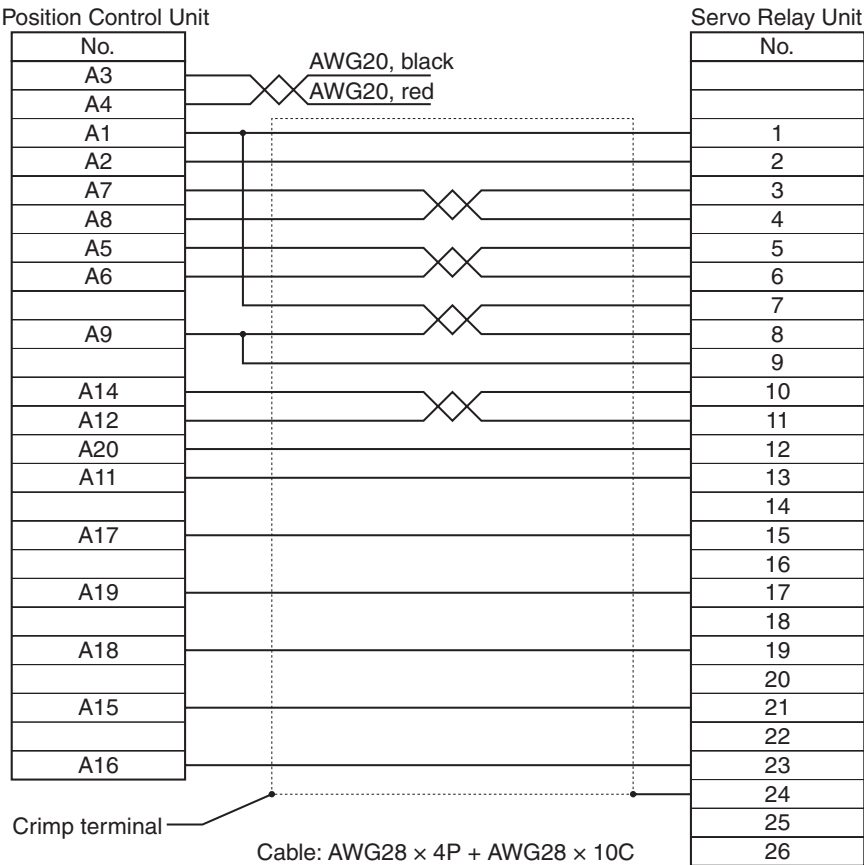 Position Control Unit Servo Relay Unit
No. No.
AWG20, black
A3
AWG20, red
A4
A1 1
A2 2
A7 3
A8 4
A5 5
A6 6
7
A9 8
9
A14 10
A12 11
A20 12
A11 13
14
A17 15
16
A19 17
18
A18 19
20
A15 21
22
A16 23
24
Crimp terminal 25
Cable: AWG28 × 4P + AWG28 × 10C 26